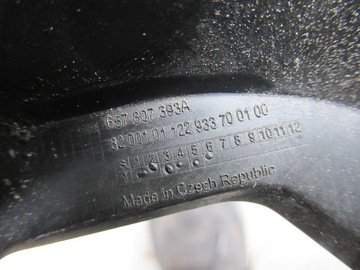 657 807 393A
32 001 01 122 933 70 01 00
1 2 3 4 5 6 7 8 9 10 11 12
Made in Czech Republic